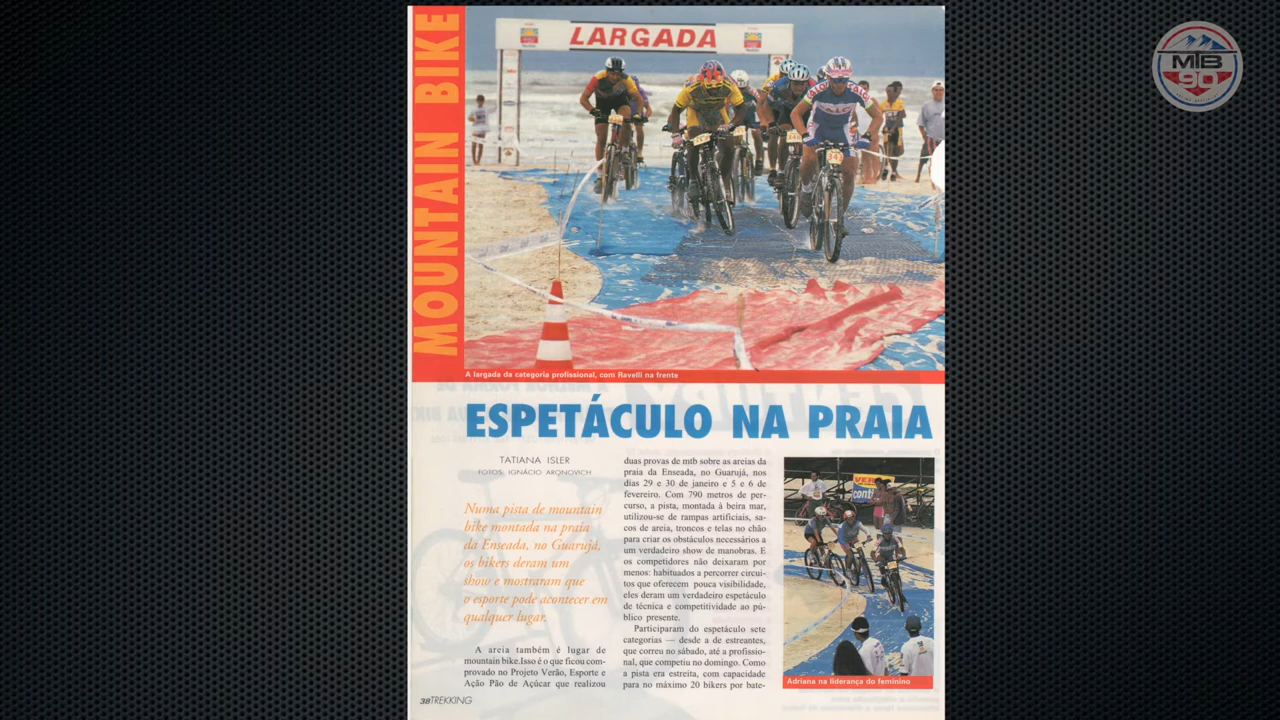 MOUNTAIN BIKE
LARGADA
MTB
90
34
A largada da categoria profissional, com Ravelli na frente
ESPETÁCULO NA PRAIA
TATIANA ISLER
FOTOS: IGNÁCIO ARONOVICH
Numa pista de mountain
bike montada na praia
da Enseada, no Guarujá,
os bikers deram um
show e mostraram que
o esporte pode acontecer em
qualquer lugar.
A areia também é lugar de
mountain bike.Isso é o que ficou com-
provado no Projeto Verão, Esporte e
Ação Pão de Açúcar que realizou
duas provas de mtb sobre as areias da
praia da Enseada, no Guarujá, nos
dias 29 e 30 de janeiro e 5 e 6 de
fevereiro. Com 790 metros de per-
curso, a pista, montada à beira mar,
utilizou-se de rampas artificiais, sa-
cos de areia, troncos e telas no chão
para criar os obstáculos necessários a
um verdadeiro show de manobras. E
os competidores não deixaram por
menos: habituados a percorrer circui-
tos que oferecem pouca visibilidade,
eles deram um verdadeiro espetáculo
de técnica e competitividade ao pú-
blico presente.
Participaram do espetáculo sete
categorias — desde a de estreantes,
que correu no sábado, até a profissio-
nal, que competiu no domingo. Como
a pista era estreita, com capacidade
para no máximo 20 bikers por bate-
Adriana na liderança do feminino
38TREKKING